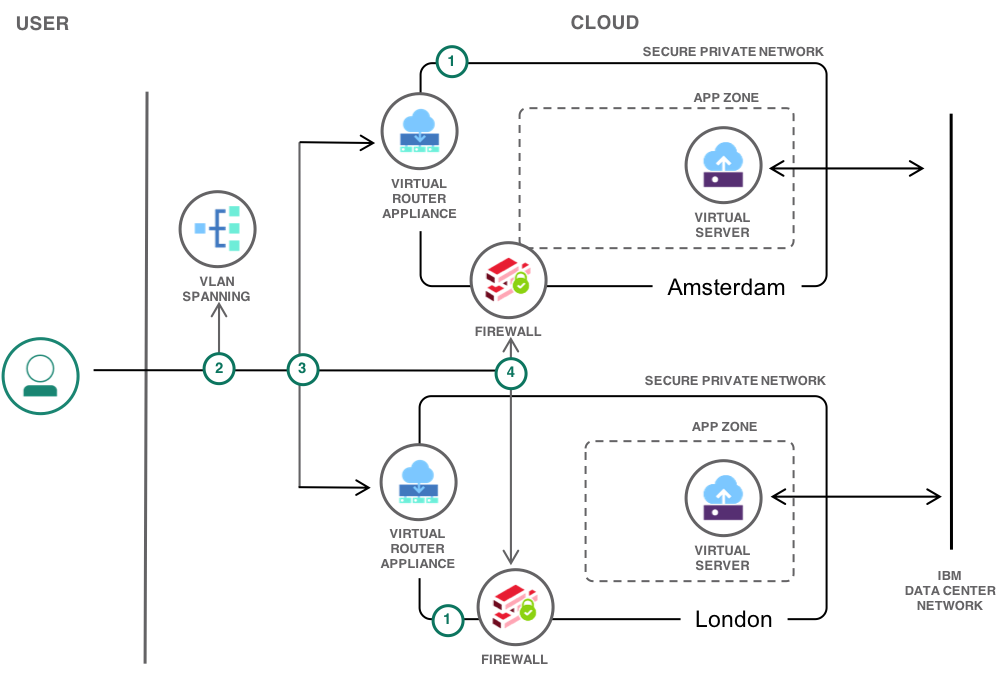 USER
CLOUD
SECURE PRIVATE NETWORK
1
APP ZONE
VIRTUAL
ROUTER
APPLIANCE
VIRTUAL
SERVER
VLAN
SPANNING
Amsterdam
FIREWALL
2
3
4
SECURE PRIVATE NETWORK
APP ZONE
VIRTUAL
ROUTER
APPLIANCE
VIRTUAL
SERVER
IBM
DATA CENTER
NETWORK
1
London
FIREWALL